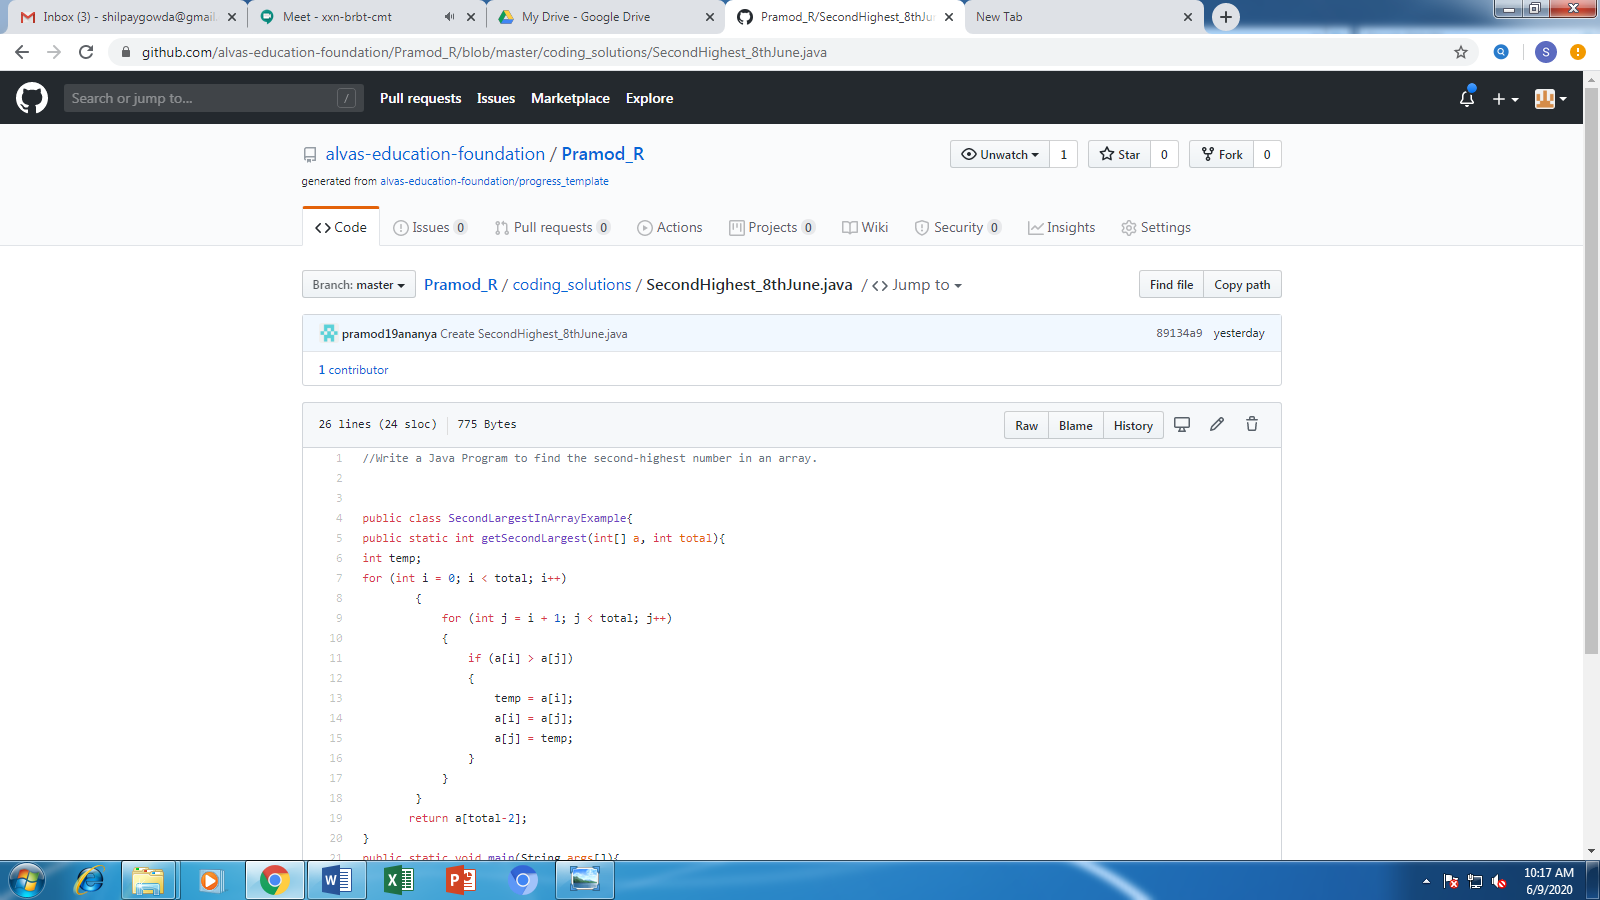 Inbox (3) - shilpaygowda@gmail.
Meet - xxn-brbt-cmt
My Drive - Google Drive
Pramod_R/SecondHighest_8thJu
New Tab
github.com/alvas-education-foundation/Pramod_R/blob/master/coding_solutions/SecondHighest_8thJune.java
S
Search or jump to...
/
Pull requests
Issues
Marketplace
Explore
alvas-education-foundation / Pramod_R
Unwatch 1
Star 0
Fork 0
generated from alvas-education-foundation/progress_template
Code
Issues 0
Pull requests 0
Actions
Projects 0
Wiki
Security 0
Insights
Settings
Branch: master
Pramod_R / coding_solutions / SecondHighest_8thJune.java / <> Jump to
Find file
Copy path
pramod19ananya Create SecondHighest_8thJune.java
89134a9 yesterday
1 contributor
26 lines (24 sloc) 775 Bytes
Raw
Blame
History
1 //Write a Java Program to find the second-highest number in an array.
2
3
4 public class SecondLargestInArrayExample{
5 public static int getSecondLargest(int[] a, int total){
6 int temp;
7 for (int i = 0; i < total; i++)
8 {
9 for (int j = i + 1; j < total; j++)
10 {
11 if (a[i] > a[j])
12 {
13 temp = a[i];
14 a[i] = a[j];
15 a[j] = temp;
16 }
17 }
18 }
19 return a[total-2];
20 }
21 public static void main(String args[]){
10:17 AM
6/9/2020